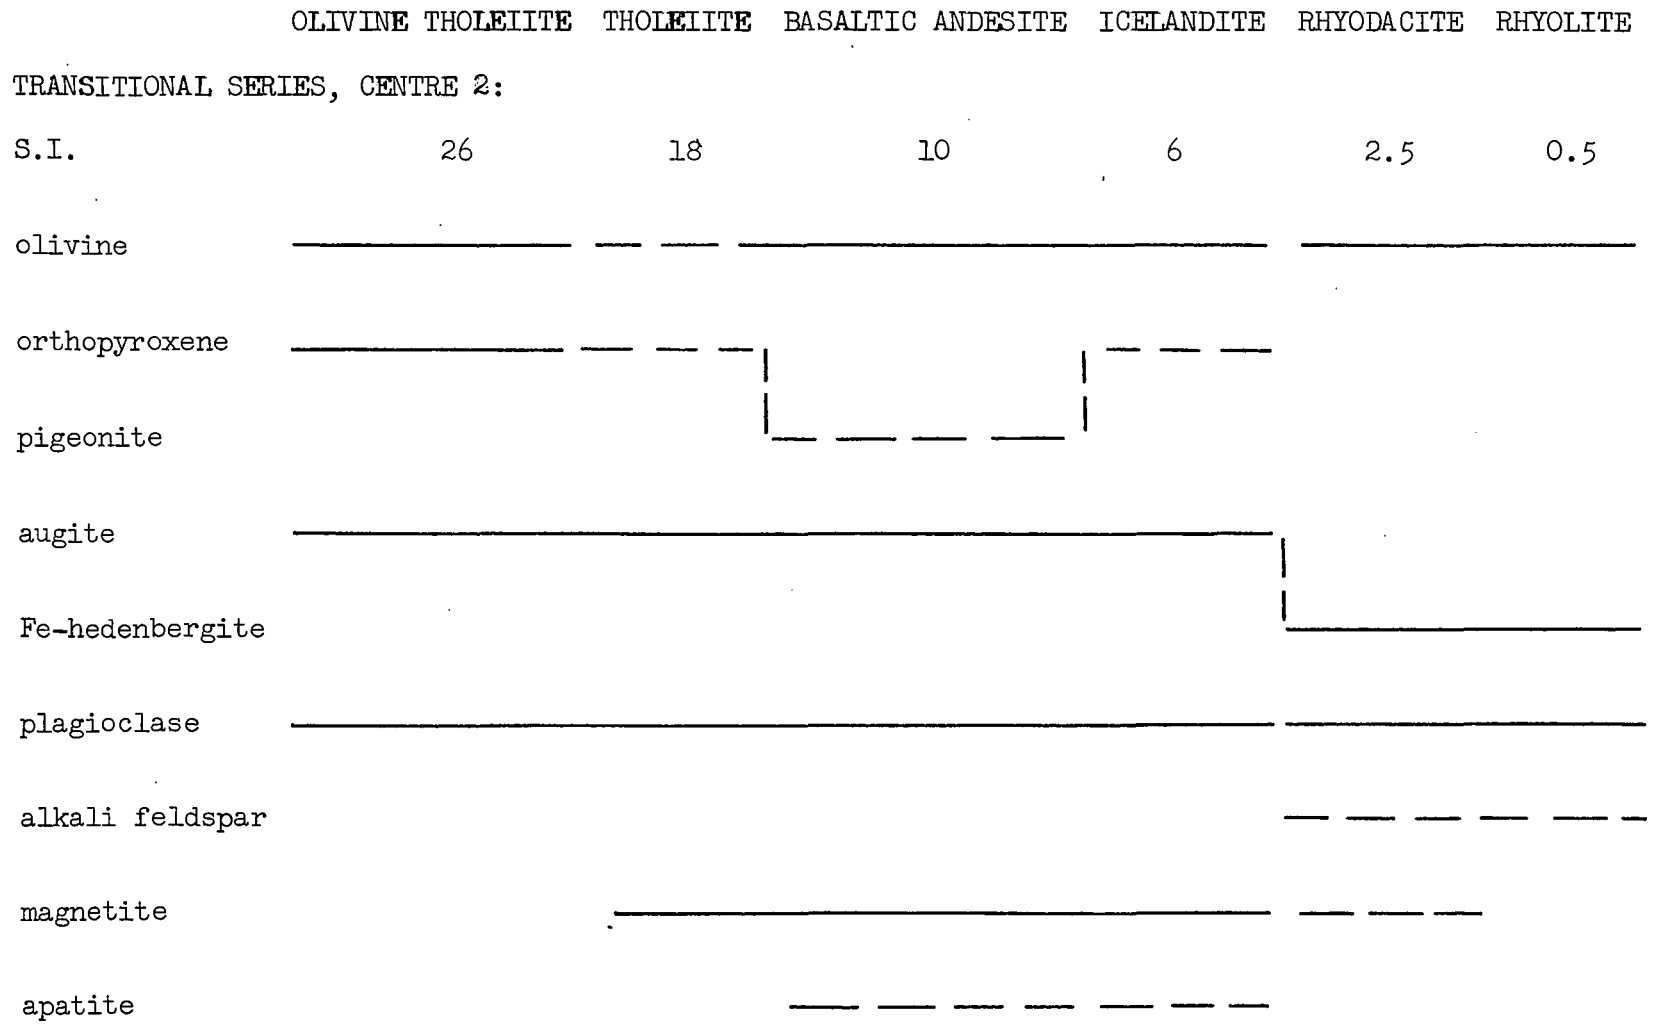 OLIVINE THOLEIITE THOLEIITE BASALTIC ANDESITE ICELANDITE RHYODACITE RHYOLITE
TRANSITIONAL SERIES, CENTRE 2:
S.I. 26 18 10 6 2.5 0.5
olivine
orthopyroxene
pigeonite
augite
Fe-hedenbergite
plagioclase
alkali feldspar
magnetite
apatite